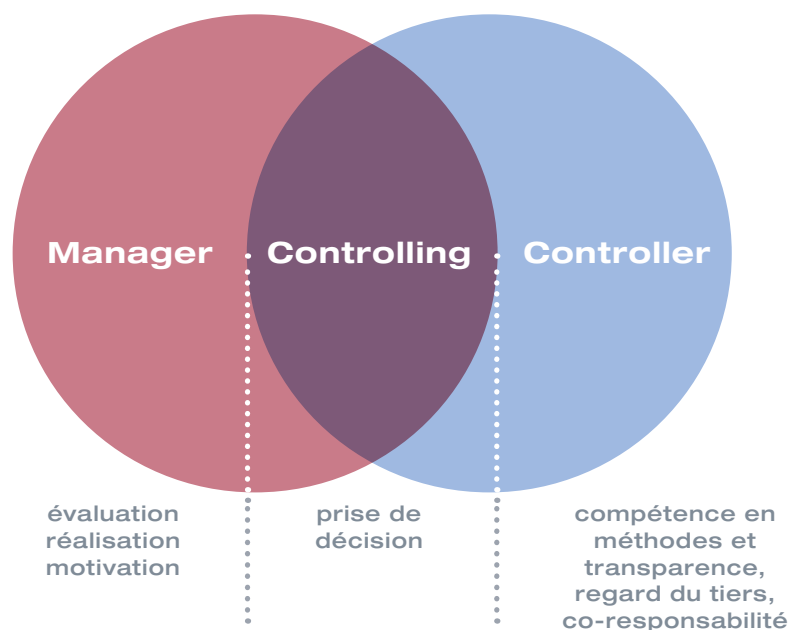 Manager
Controlling
Controller
évaluation
réalisation
motivation
prise de
décision
compétence en
méthodes et
transparence,
regard du tiers,
co-responsabilité